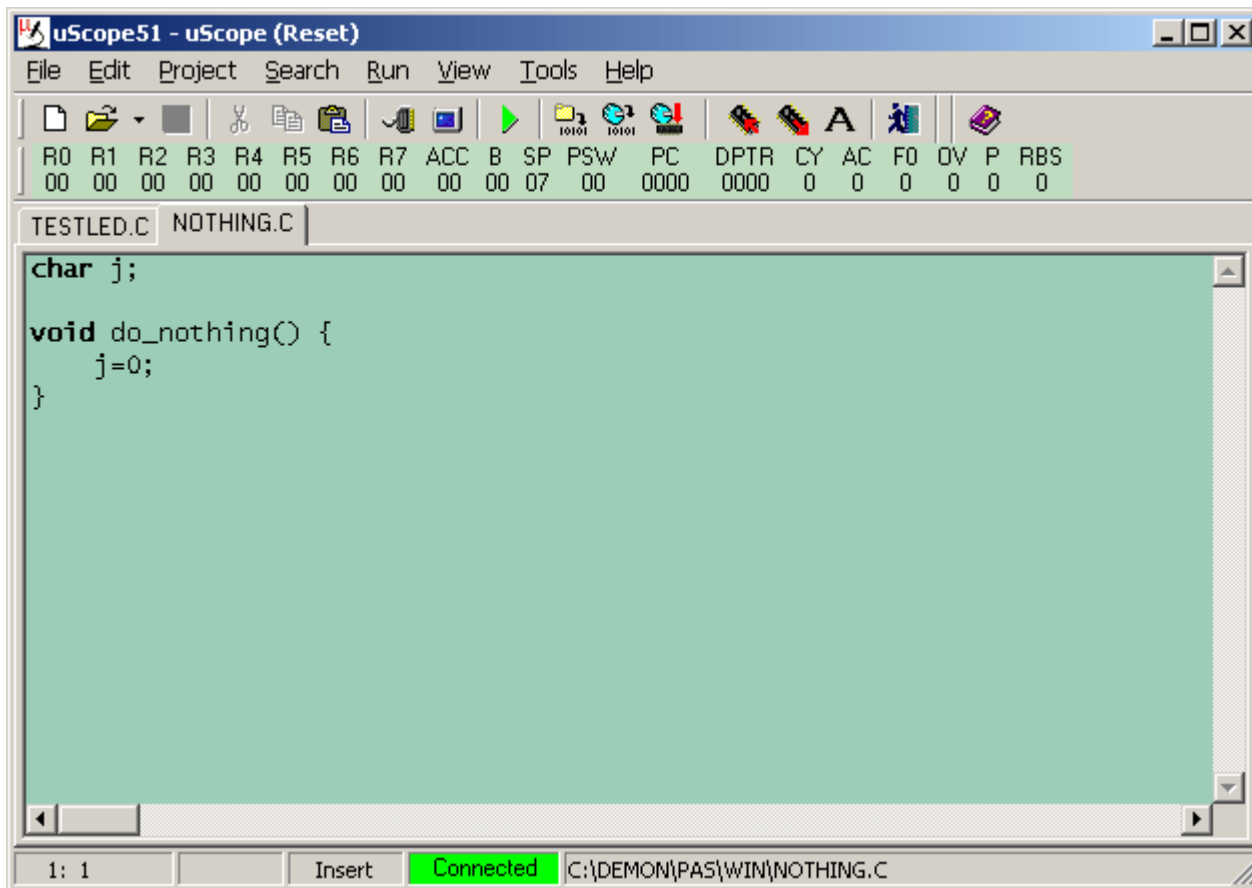 uScope51 - uScope (Reset)
File Edit Project Search Run View Tools Help
R0 R1 R2 R3 R4 R5 R6 R7 ACC B SP PSW PC DPTR CY AC F0 OV P RBS
00 00 00 00 00 00 00 00 00 00 07 00 0000 0000 0 0 0 0 0 0
TESTLED.C NOTHING.C
char j;
void do_nothing() {
j=0;
}
1: 1 Insert Connected C:\DEMON\PAS\WIN\NOTHING.C